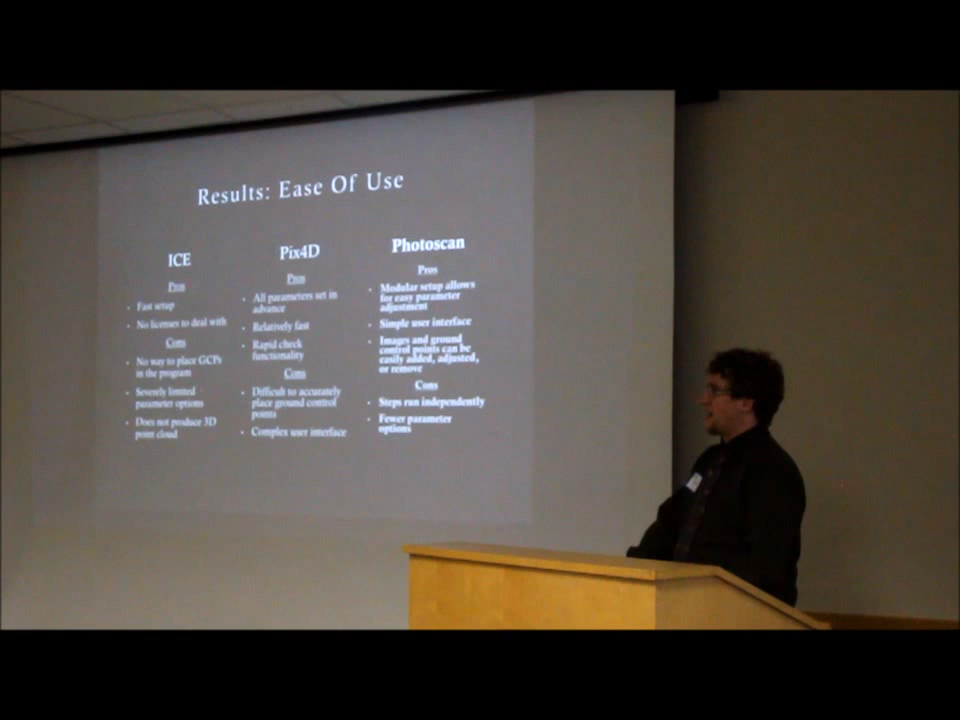 Results: Ease Of Use
ICE
Pros
• Fast setup
• No licenses to deal with
Cons
• No way to place GCPs
in the program
• Severely limited
parameter options
• Does not produce 3D
point cloud
Pix4D
Pros
• All parameters set in
advance
• Relatively fast
• Rapid check
functionality
Cons
• Difficult to accurately
place ground control
points
• Complex user interface
Photoscan
Pros
• Modular setup allows
for easy parameter
adjustment
• Simple user interface
• Images and ground
control points can be
easily added, adjusted,
or remove
Cons
• Steps run independently
• Fewer parameter
options